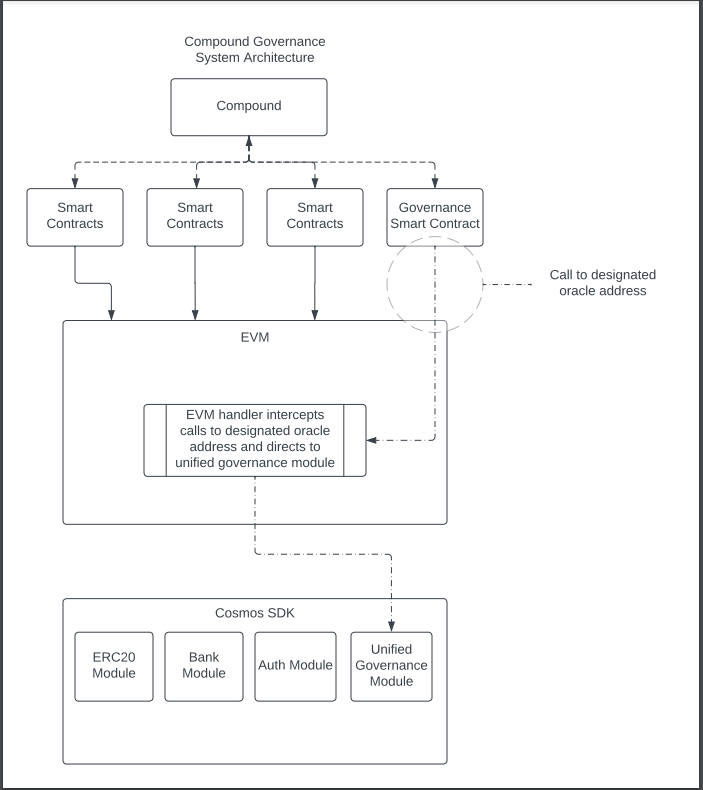 Compound Governance
System Architecture
Compound
Smart
Contracts
Smart
Contracts
Smart
Contracts
Governance
Smart Contract
Call to designated
oracle address
EVM
EVM handler intercepts
calls to designated oracle
address and directs to
unified governance module
Cosmos SDK
ERC20
Module
Bank
Module
Auth Module
Unified
Governance
Module